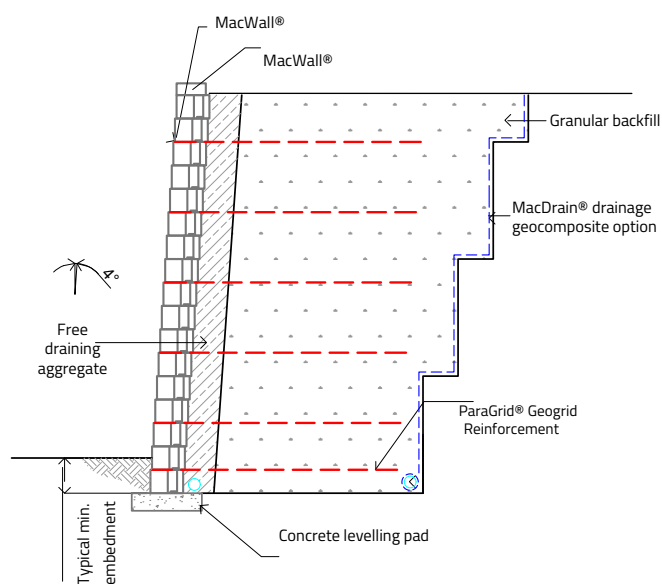 MacWall®
MacWall®
Granular backfill
MacDrain® drainage
geocomposite option
4°
Free
draining
aggregate
ParaGrid® Geogrid
Reinforcement
Typical min.
embedment
Concrete levelling pad